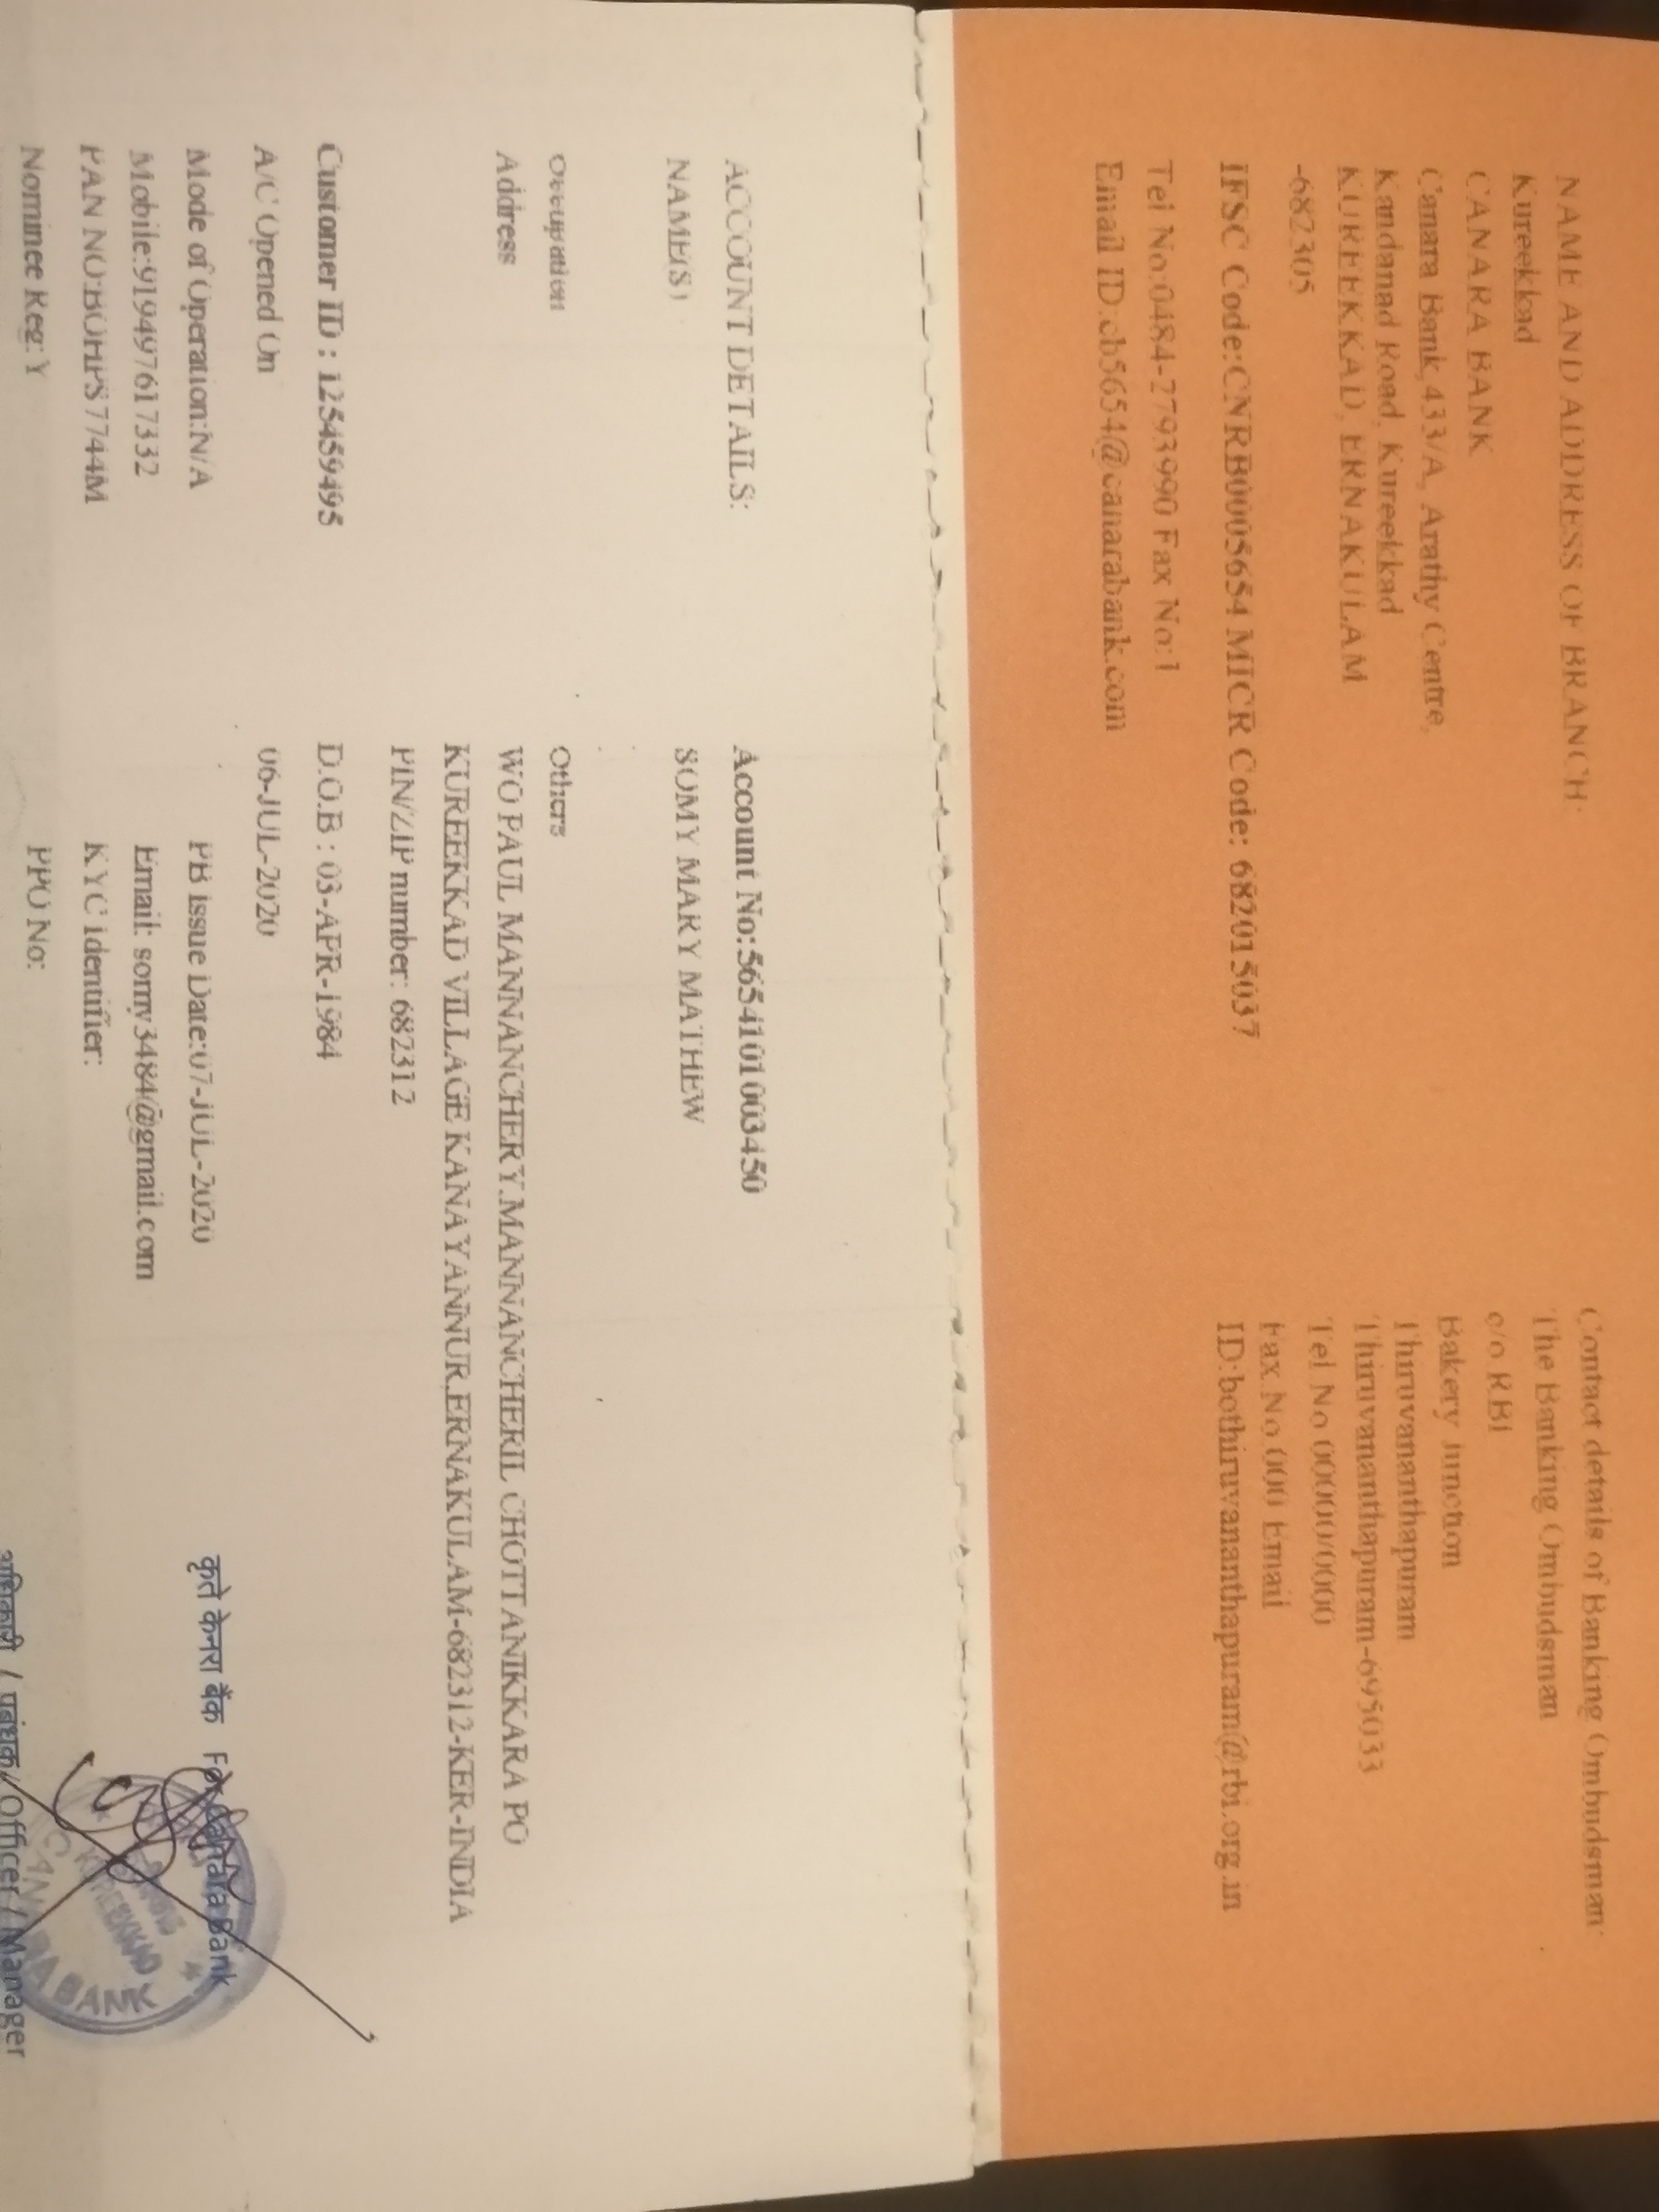 NAME AND ADDRESS OF BRANCH:
Kureekkad
CANARA BANK
Canara Bank,433/A, Arathy Centre,
Kandanad Road, Kureekkad
KUREEKKAD, ERNAKULAM
-682305
IFSC Code:CNRB0005654 MICR Code: 682015037
Tel No:0484-2793990 Fax No:1
Email ID:cb5654@canarabank.com
Contact details of Banking Ombudsman:
The Banking Ombudsman
c/o RBI
Bakery Junction
Thiruvananthapuram
Thiruvananthapuram-695033
Tel No 0000/0000
Fax No 000 Email
ID:bothiruvananthapuram@rbi.org.in
ACCOUNT DETAILS: Account No:5654101003450
NAME(S) SOMY MARY MATHEW
Occupation Others
Address WO PAUL MANNANCHERY.MANNANCHERIL CHOTTANIKKARA PO
KUREEKKAD VILLAGE KANAYANNUR.ERNAKULAM-682312-KER-INDIA
PIN/ZIP number: 682312
Customer ID : 125459495 D.O.B : 03-APR-1984
A/C Opened On 06-JUL-2020
Mode of Operation:N/A PB issue Date:07-JUL-2020
Mobile:919497617332 Email: somy3484@gmail.com
PAN NO:BOHPS7744M KYC identifier:
Nominee Reg:Y PPO No:
कृते केनरा बैंक For Canara Bank
KUREEKKAD
CANARA BANK
अधिकारी / प्रबंधक/Officer / Manager